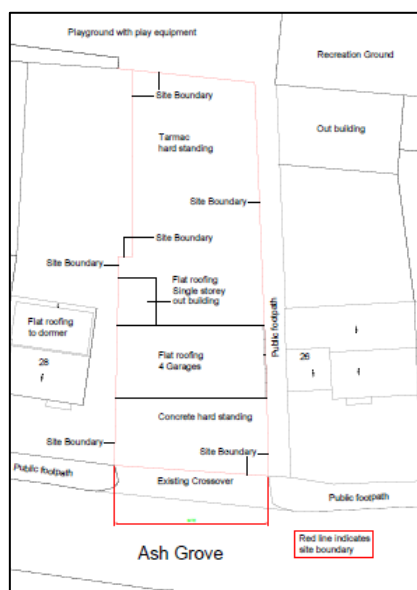 Playground with play equipment
Recreation Ground
Site Boundary
Tarmac
hard standing
Out building
Site Boundary
Site Boundary
Site Boundary
Flat roofing
Single storey
out building
Flat roofing
to dormer
Public footpath
28
Flat roofing
4 Garages
26
Concrete hard standing
Site Boundary
Site Boundary
Public footpath
Existing Crossover
Public footpath
Ash Grove
Red line indicates
site boundary